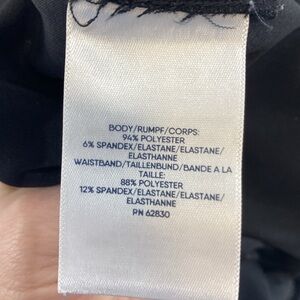 BODY/RUMPF/CORPS:
94% POLYESTER
6% SPANDEX/ELASTANE/ELASTANE/
ELASTHANNE
WAISTBAND/TAILLENBUND/BANDE A LA
TAILLE:
88% POLYESTER
12% SPANDEX/ELASTANE/ELASTANE/
ELASTHANNE
RN 62830